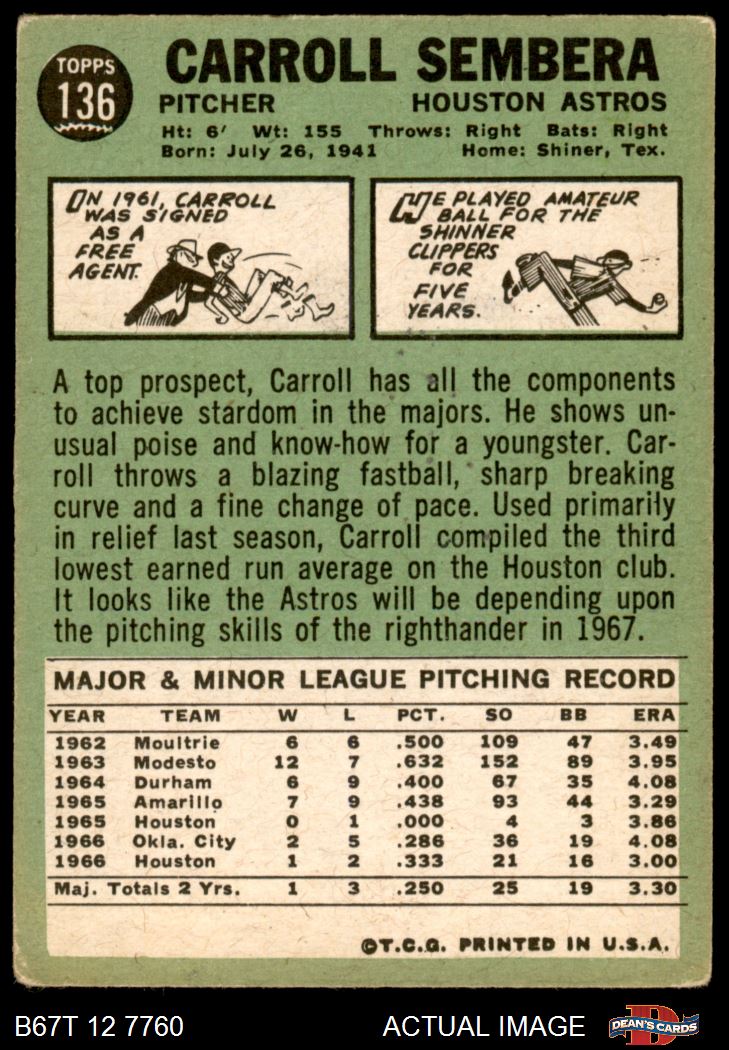 TOPPS
136
CARROLL SEMBERA
PITCHER HOUSTON ASTROS
Ht: 6' Wt: 155 Throws: Right Bats: Right
Born: July 26, 1941 Home: Shiner, Tex.
IN 1961, CARROLL
WAS SIGNED
AS A
FREE
AGENT.
HE PLAYED AMATEUR
BALL FOR THE
SHINNER
CLIPPERS
FOR
FIVE
YEARS.
A top prospect, Carroll has all the components
to achieve stardom in the majors. He shows un-
usual poise and know-how for a youngster. Car-
roll throws a blazing fastball, sharp breaking
curve and a fine change of pace. Used primarily
in relief last season, Carroll compiled the third
lowest earned run average on the Houston club.
It looks like the Astros will be depending upon
the pitching skills of the righthander in 1967.
MAJOR & MINOR LEAGUE PITCHING RECORD
YEAR TEAM W L PCT. SO BB ERA
1962 Moultrie 6 6 .500 109 47 3.49
1963 Modesto 12 7 .632 152 89 3.95
1964 Durham 6 9 .400 67 35 4.08
1965 Amarillo 7 9 .438 93 44 3.29
1965 Houston 0 1 .000 4 3 3.86
1966 Okla. City 2 5 .286 36 19 4.08
1966 Houston 1 2 .333 21 16 3.00
Maj. Totals 2 Yrs. 1 3 .250 25 19 3.30
©T.C.G. PRINTED IN U.S.A.
B67T 12 7760 ACTUAL IMAGE DEAN'S CARDS